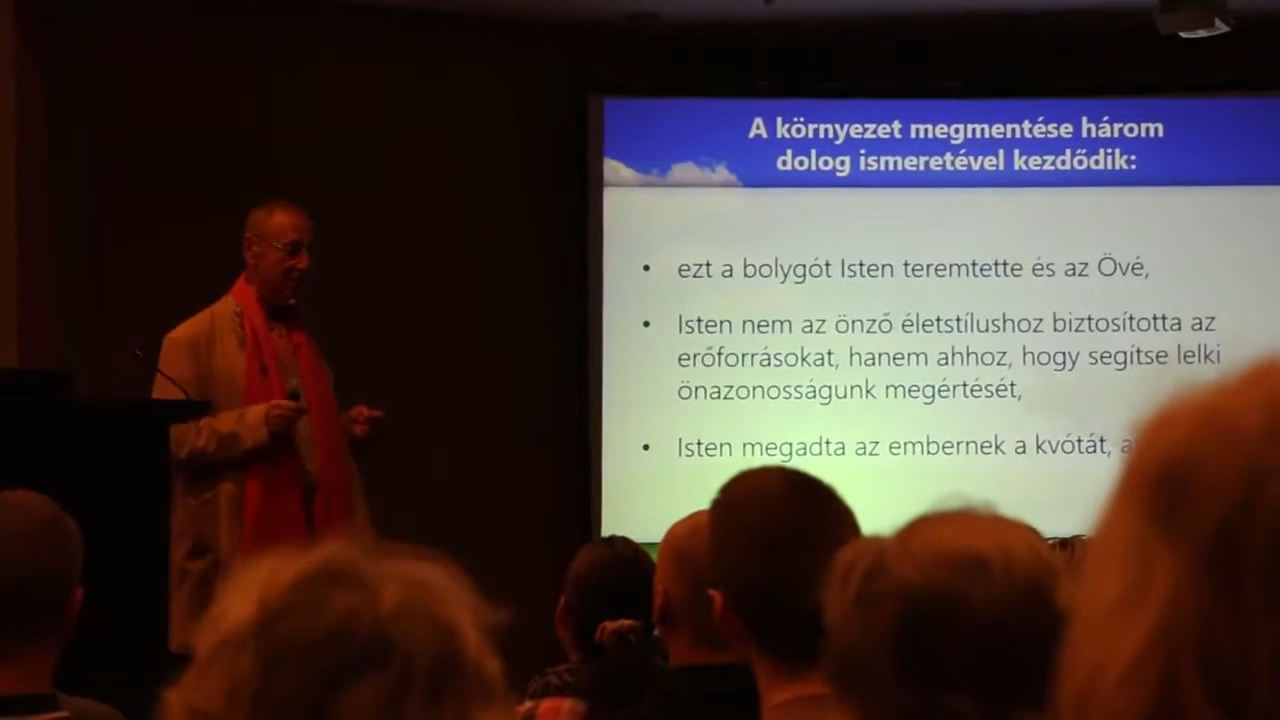 A környezet megmentése három
dolog ismeretével kezdődik:
• ezt a bolygót Isten teremtette és az Övé,
• Isten nem az önző életstílushoz biztosította az
erőforrásokat, hanem ahhoz, hogy segítse lelki
önazonosságunk megértését,
• Isten megadta az embernek a kvótát,